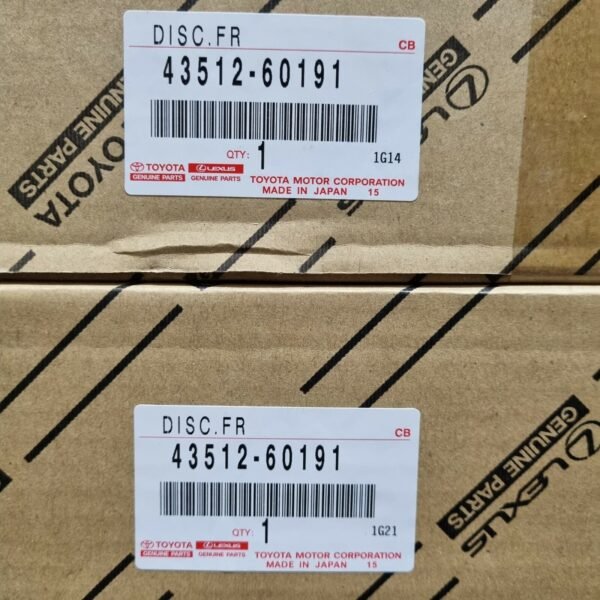 DISC.FR
CB
43512-60191
QTY: 1
1G14
TOYOTA LEXUS
GENUINE PARTS GENUINE PARTS
TOYOTA MOTOR CORPORATION
MADE IN JAPAN 15
GENUINE PARTS
TOYOTA
LEXUS
GENUINE PARTS
DISC.FR
CB
43512-60191
QTY: 1
1G21
TOYOTA LEXUS
GENUINE PARTS GENUINE PARTS
TOYOTA MOTOR CORPORATION
MADE IN JAPAN 15
GENUINE PARTS
LEXUS